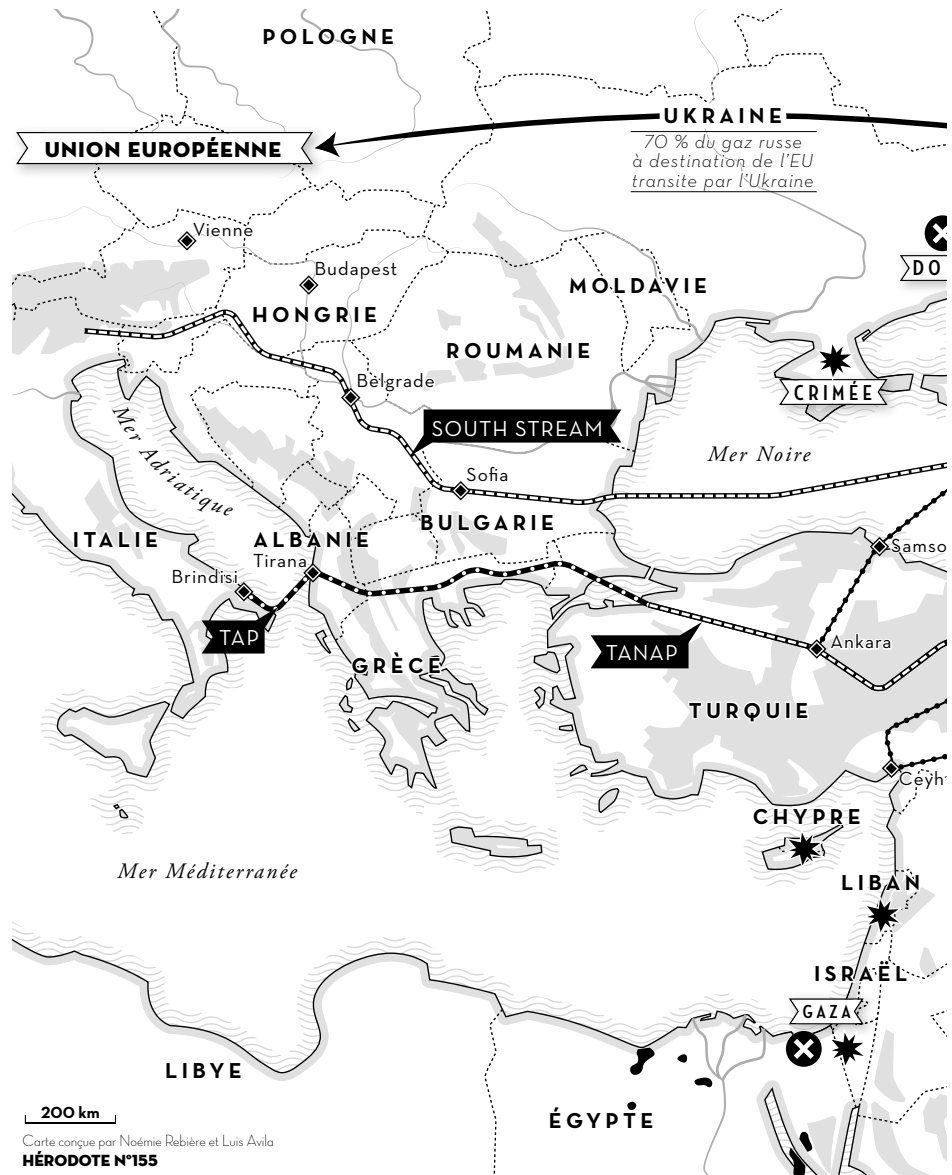 POLOGNE
UKRAINE
70 % du gaz russe
à destination de l'EU
transite par l'Ukraine
UNION EUROPÉENNE
Vienne
Budapest
DO
MOLDAVIE
HONGRIE
ROUMANIE
CRIMÉE
Belgrade
SOUTH STREAM
Mer Noire
Mer Adriatique
Sofia
BULGARIE
ITALIE
ALBANIE
Tirana
Samso
Brindisi
TAP
TANAP
Ankara
GRÈCE
TURQUIE
Ceyh
CHYPRE
Mer Méditerranée
LIBAN
ISRAËL
GAZA
LIBYE
ÉGYPTE
200 km
Carte conçue par Noémie Rebière et Luis Avila
HÉRODOTE N°155